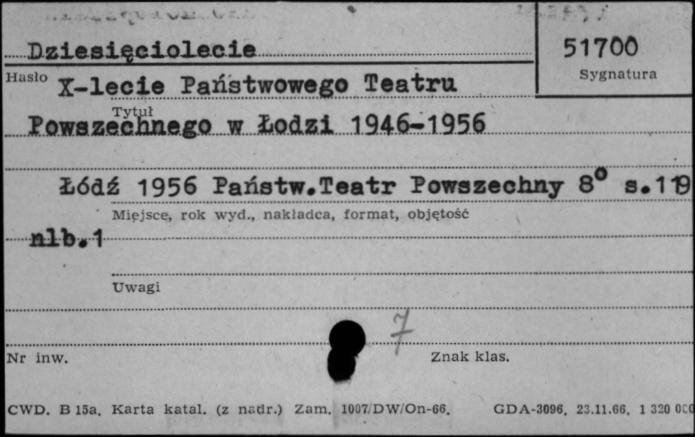 Dziesięciolecie
51700
Hasło
Sygnatura
X-lecie Państwowego Teatru
Tytuł
Powszechnego w Łodzi 1946-1956
Łódź 1956 Państw.Teatr Powszechny 8° s.119
Miejsce, rok wyd., nakładca, format, objętość
nlb.1
Uwagi
7
Nr inw.
Znak klas.
CWD. B 15a. Karta katal. (z nadr.) Zam. 1007/DW/On-66. GDA-3096. 23.11.66. 1 320 000